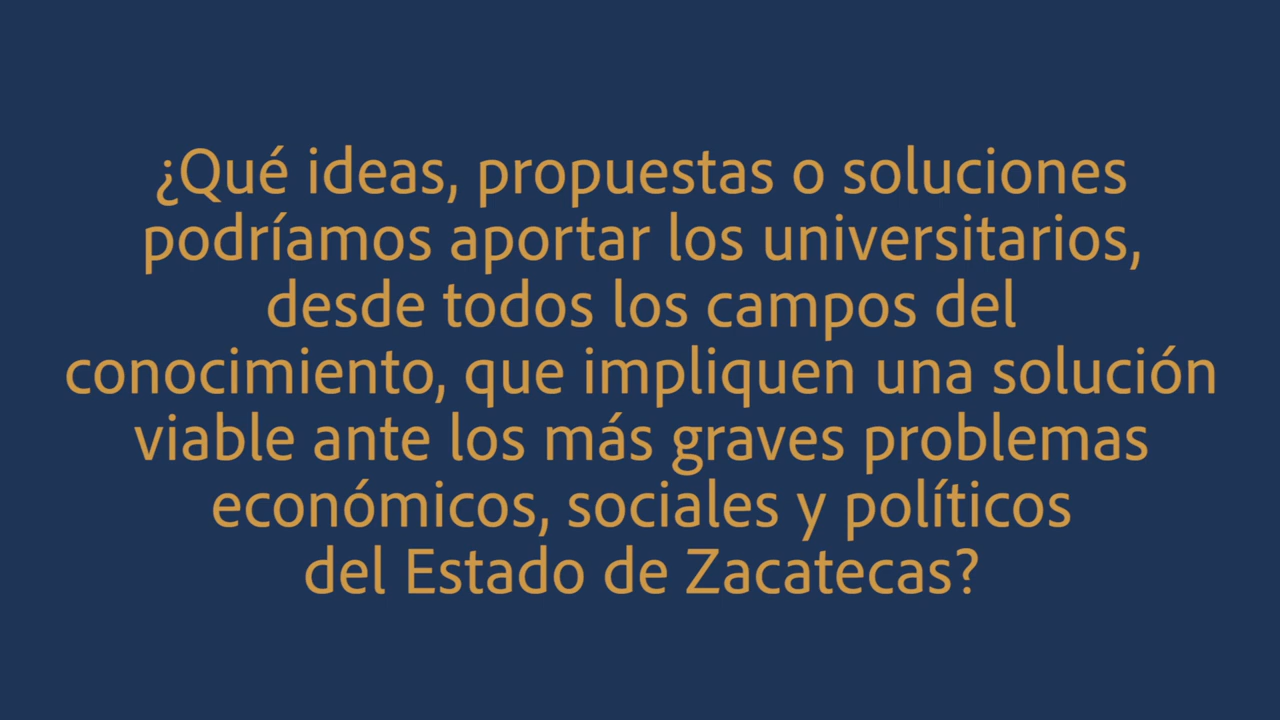 ¿Qué ideas, propuestas o soluciones
podríamos aportar los universitarios,
desde todos los campos del
conocimiento, que impliquen una solución
viable ante los más graves problemas
económicos, sociales y políticos
del Estado de Zacatecas?